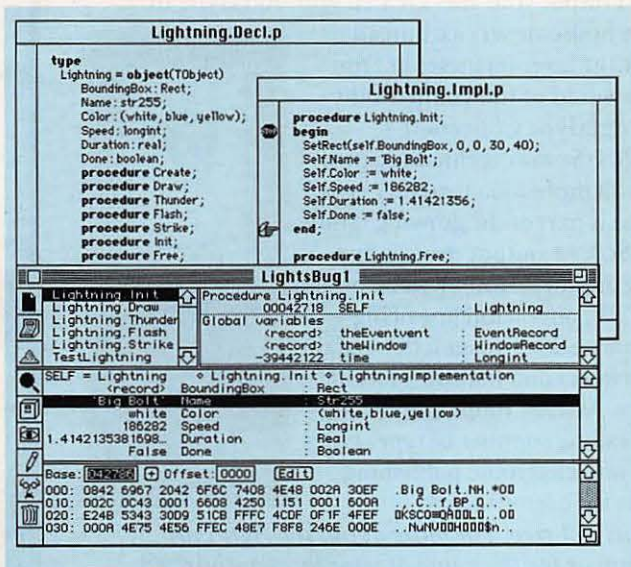 Lightning.Decl.p
type
Lightning = object(TObject)
BoundingBox: Rect;
Name: str255;
Color: (white, blue, yellow);
Speed: longint;
Duration: real;
Done: boolean;
procedure Create;
procedure Draw;
procedure Thunder;
procedure Flash;
procedure Strike;
procedure Init;
procedure Free;
Lightning.Impl.p
procedure Lightning.Init;
begin
SetRect(self.BoundingBox, 0, 0, 30, 40);
Self.Name := 'Big Bolt';
Self.Color := white;
Self.Speed := 186282;
Self.Duration := 1.41421356;
Self.Done := false;
end;
procedure Lightning.Free;
LightsBug1
Lightning.Init
Lightning.Draw
Lightning.Thunder
Lightning.Flash
Lightning.Strike
TestLightning
Procedure Lightning.Init
00042718 SELF : Lightning
Global variables
<record> theEventvent : EventRecord
<record> theWindow : WindowRecord
-39442122 time : Longint
SELF = Lightning ◊ Lightning.Init ◊ LightningImplementation
<record> BoundingBox : Rect
'Big Bolt' Name : Str255
white Color : (white,blue,yellow)
186282 Speed : Longint
1.4142135381698… Duration : Real
False Done : Boolean
Base: 042786 + Offset: 0000 Edit
000: 0842 6967 2042 6F6C 7408 4E48 002A 30EF .Big Bolt.NH.*0
010: 002C 0C43 0001 6608 4250 1151 0001 600A .,.C..f.BP.Q..
020: E248 5343 30D9 51C8 FFFC 4CDF 0F1F 4FEF
030: 000A 4E75 4E56 FFEC 48E7 F8F8 246E 000E